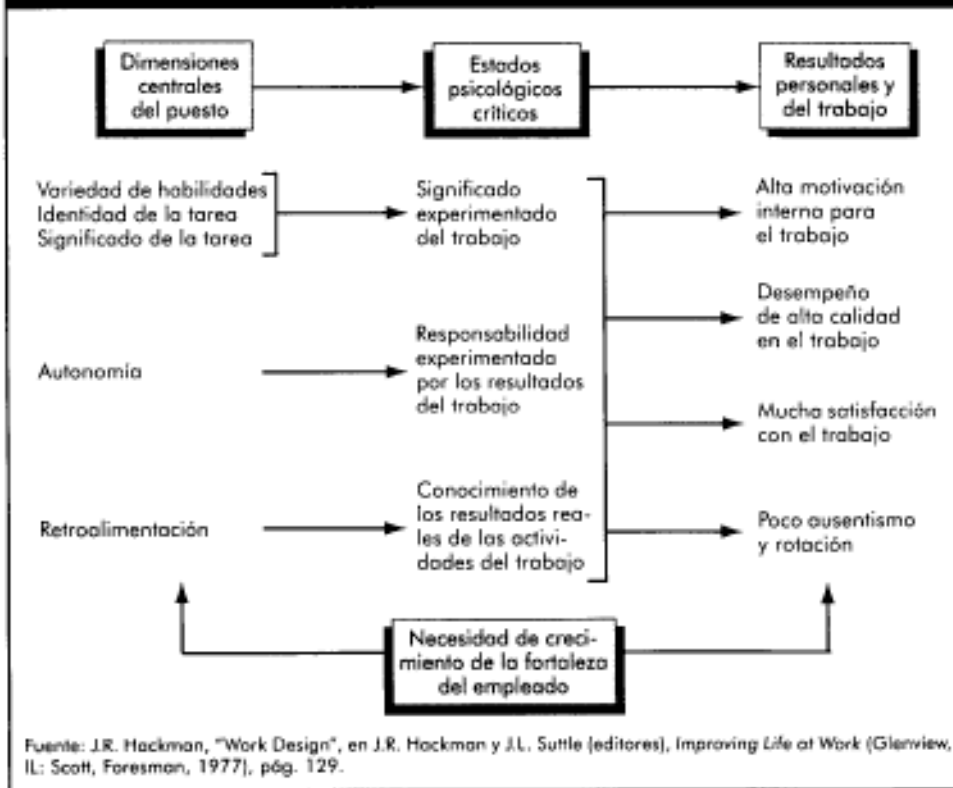 Dimensiones
centrales
del puesto
Estados
psicológicos
críticos
Resultados
personales y
del trabajo
Variedad de habilidades
Identidad de la tarea
Significado de la tarea
Significado
experimentado
del trabajo
Alta motivación
interna para
el trabajo
Desempeño
de alta calidad
en el trabajo
Autonomía
Responsabilidad
experimentada
por los resultados
del trabajo
Mucha satisfacción
con el trabajo
Retroalimentación
Conocimiento de
los resultados rea-
les de las activi-
dades del trabajo
Poco ausentismo
y rotación
Necesidad de creci-
miento de la fortaleza
del empleado
Fuente: J.R. Hackman, "Work Design", en J.R. Hackman y J.L. Suttle (editores), Improving Life at Work (Glenview,
IL: Scott, Foresman, 1977), pág. 129.